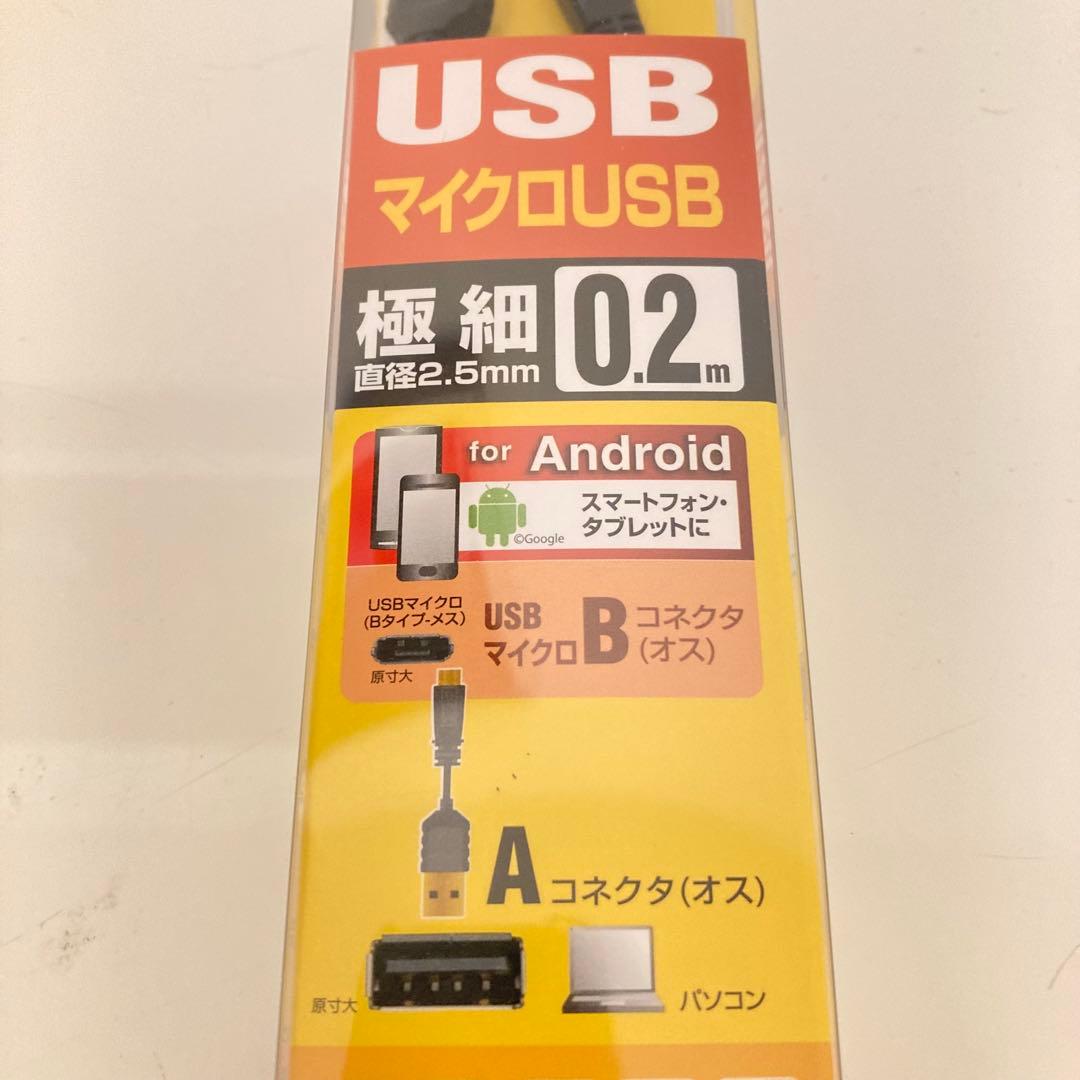 USB
マイクロUSB
極細
直径2.5mm
0.2m
for Android
スマートフォン・
タブレットに
©Google
USBマイクロ
(Bタイプ-メス)
原寸大
USB
マイクロB コネクタ
(オス)
A コネクタ(オス)
原寸大
パソコン